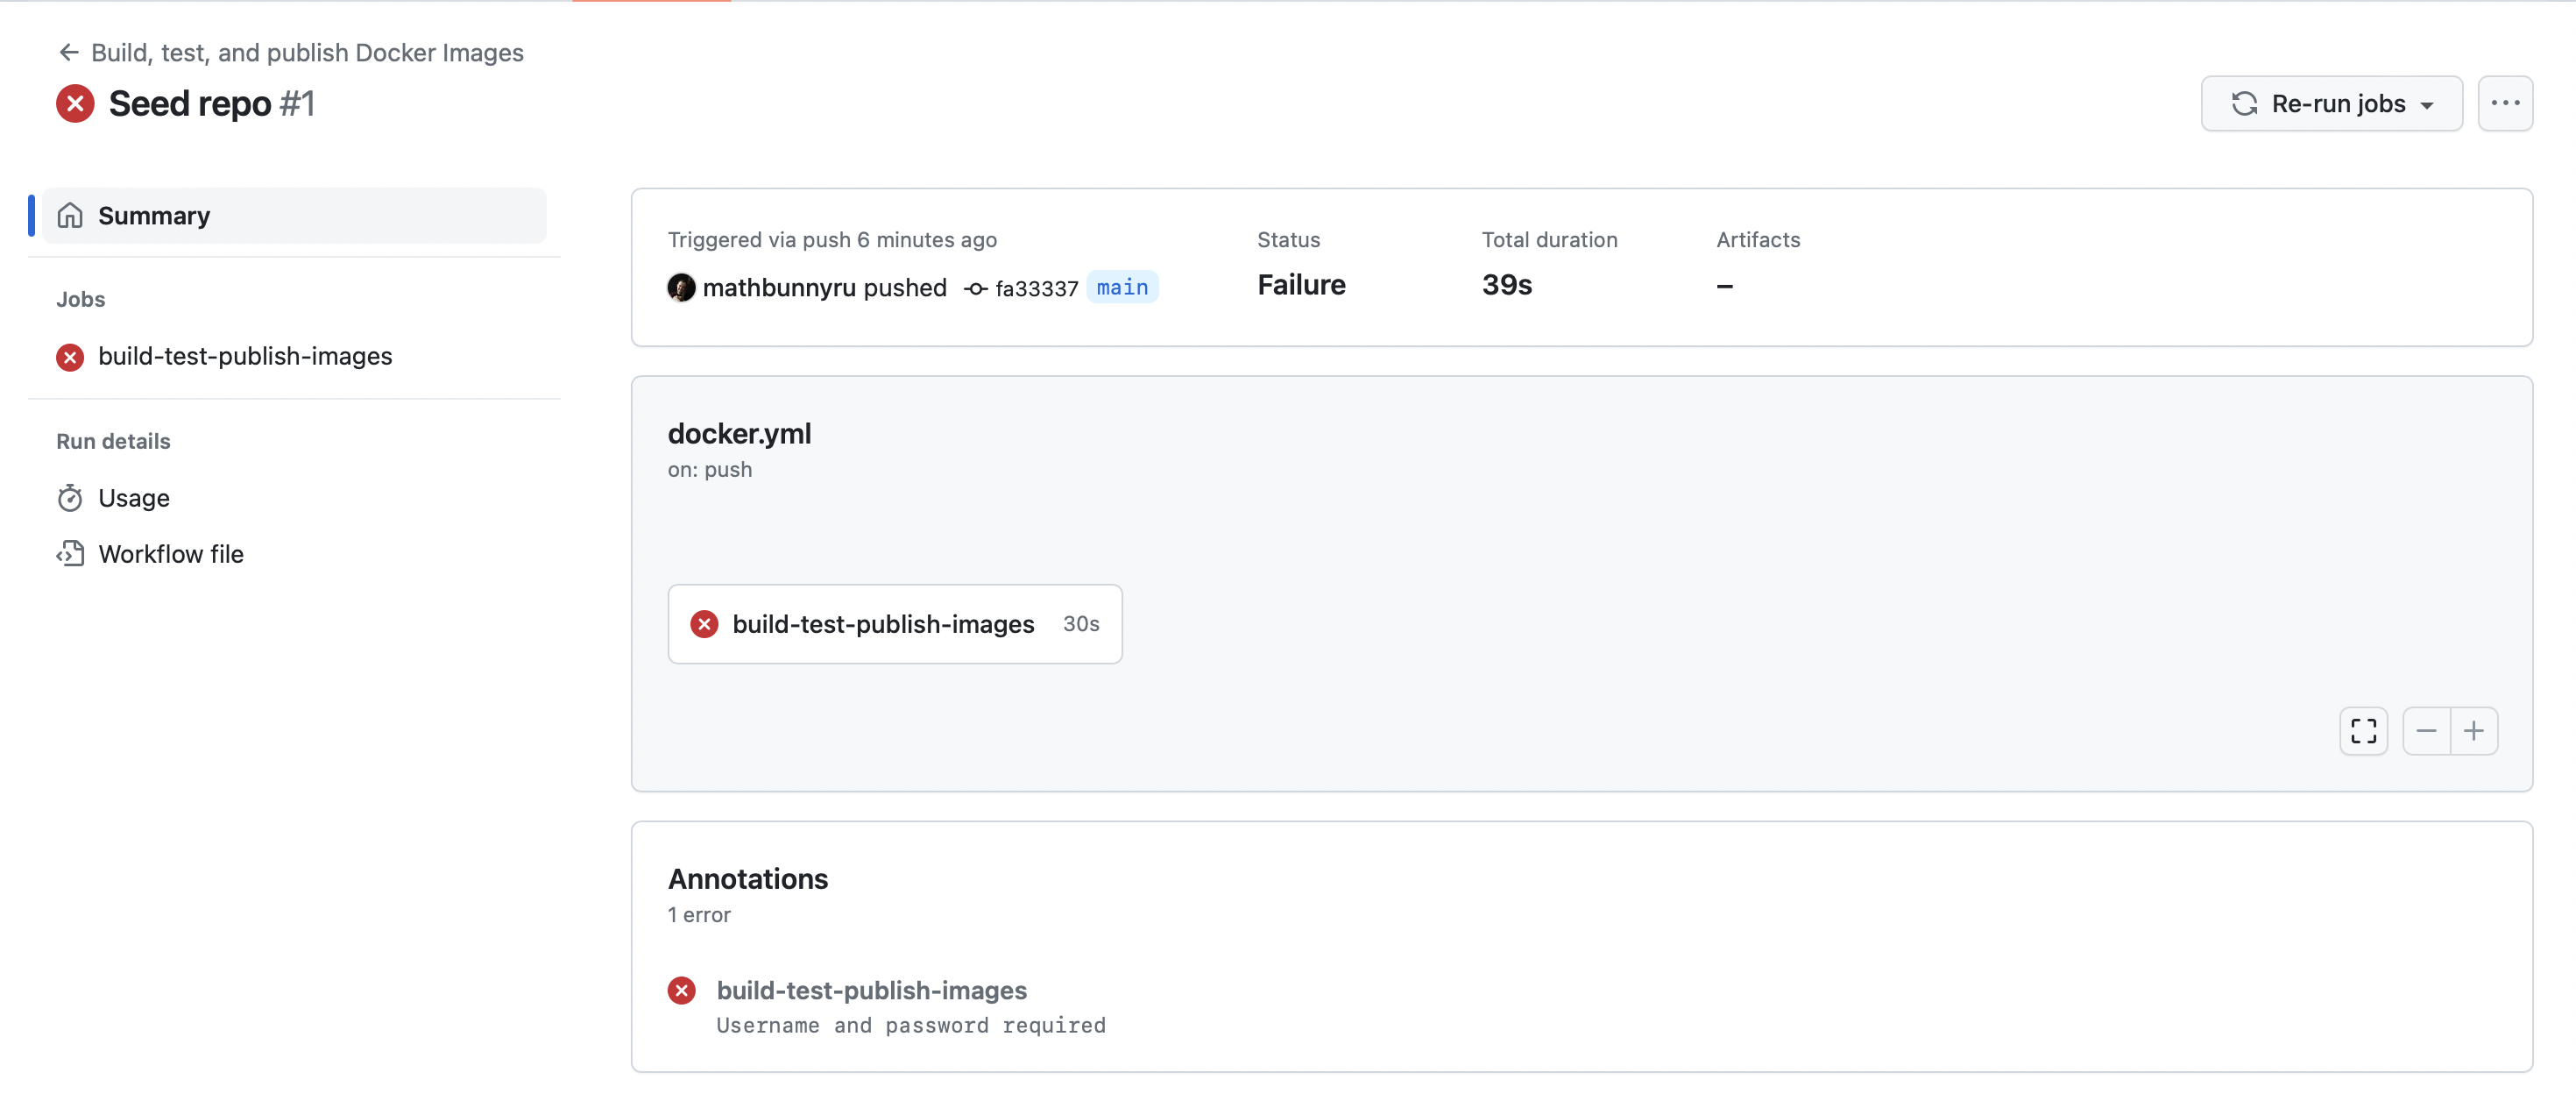 Build, test, and publish Docker Images
Seed repo #1
Re-run jobs
Summary
Jobs
build-test-publish-images
Run details
Usage
Workflow file
Triggered via push 6 minutes ago
mathbunnyru pushed fa33337 main
Status
Failure
Total duration
39s
Artifacts
–
docker.yml
on: push
build-test-publish-images 30s
Annotations
1 error
build-test-publish-images
Username and password required